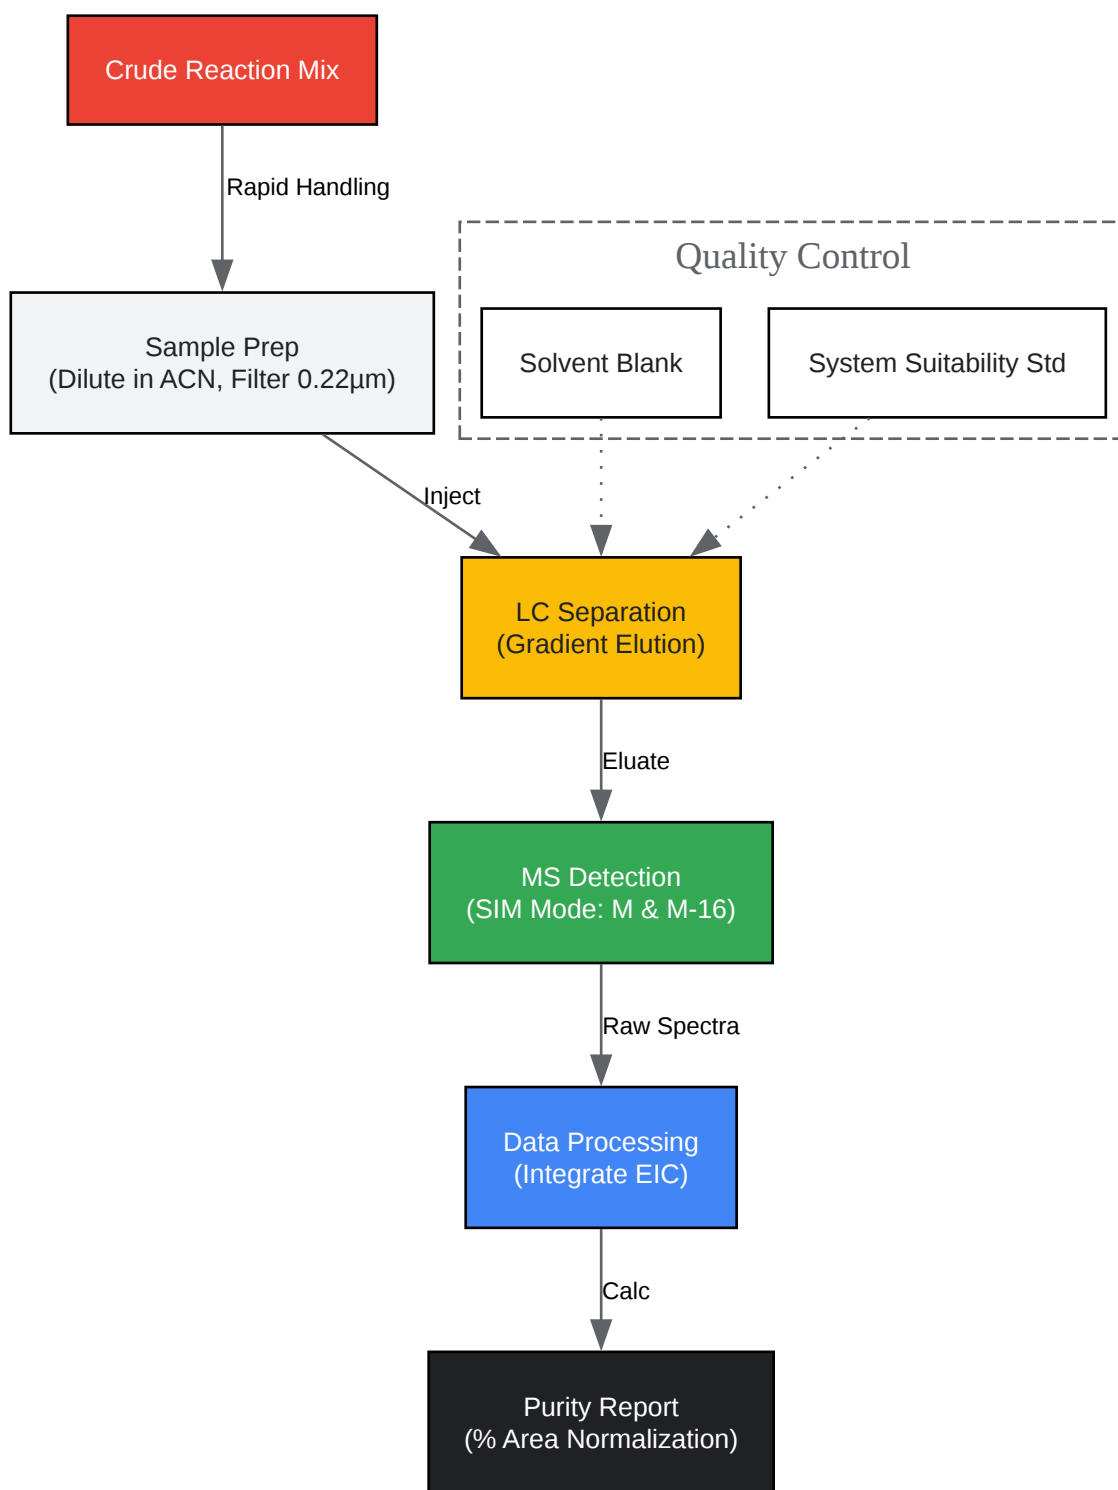 Crude Reaction Mix
Rapid Handling
Quality Control
Sample Prep
(Dilute in ACN, Filter 0.22µm)
Solvent Blank
System Suitability Std
Inject
LC Separation
(Gradient Elution)
Eluate
MS Detection
(SIM Mode: M & M-16)
Raw Spectra
Data Processing
(Integrate EIC)
Calc
Purity Report
(% Area Normalization)